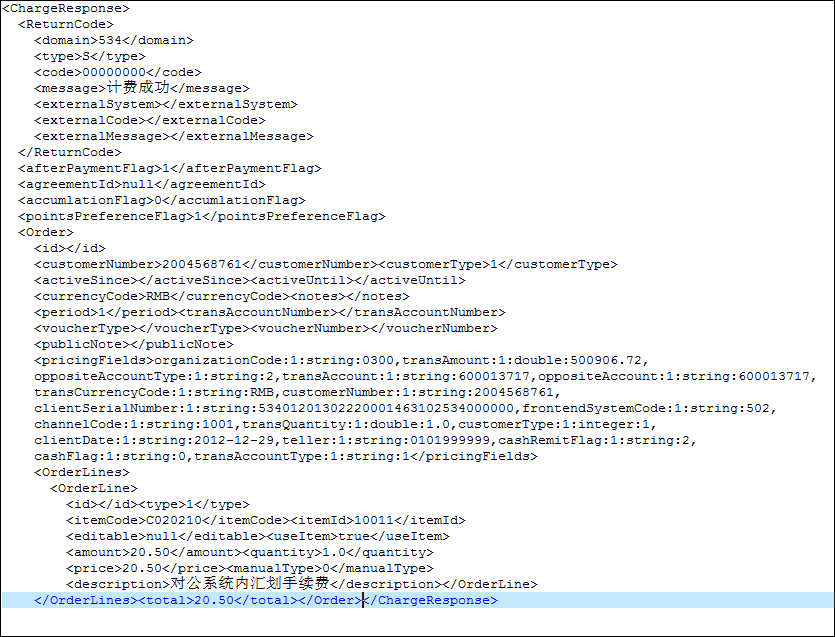 <ChargeResponse>
<ReturnCode>
<domain>534</domain>
<type>S</type>
<code>00000000</code>
<message>计费成功</message>
<externalSystem></externalSystem>
<externalCode></externalCode>
<externalMessage></externalMessage>
</ReturnCode>
<afterPaymentFlag>1</afterPaymentFlag>
<agreementId>null</agreementId>
<accumlationFlag>0</accumlationFlag>
<pointsPreferenceFlag>1</pointsPreferenceFlag>
<Order>
<id></id>
<customerNumber>2004568761</customerNumber><customerType>1</customerType>
<activeSince></activeSince><activeUntil></activeUntil>
<currencyCode>RMB</currencyCode><notes></notes>
<period>1</period><transAccountNumber></transAccountNumber>
<voucherType></voucherType><voucherNumber></voucherNumber>
<publicNote></publicNote>
<pricingFields>organizationCode:1:string:0300,transAmount:1:double:500906.72,
oppositeAccountType:1:string:2,transAccount:1:string:600013717,oppositeAccount:1:string:600013717,
transCurrencyCode:1:string:RMB,customerNumber:1:string:2004568761,
clientSerialNumber:1:string:5340120130222000146310253​4000000,frontendSystemCode:1:string:502,
channelCode:1:string:1001,transQuantity:1:double:1.0,customerType:1:integer:1,
clientDate:1:string:2012-12-29,teller:1:string:0101999999,cashRemitFlag:1:string:2,
cashFlag:1:string:0,transAccountType:1:string:1</pricingFields>
<OrderLines>
<OrderLine>
<id></id><type>1</type>
<itemCode>C020210</itemCode><itemId>10011</itemId>
<editable>null</editable><useItem>true</useItem>
<amount>20.50</amount><quantity>1.0</quantity>
<price>20.50</price><manualType>0</manualType>
<description>对公系统内汇划手续费</description></OrderLine>
</OrderLines><total>20.50</total></Order></ChargeResponse>